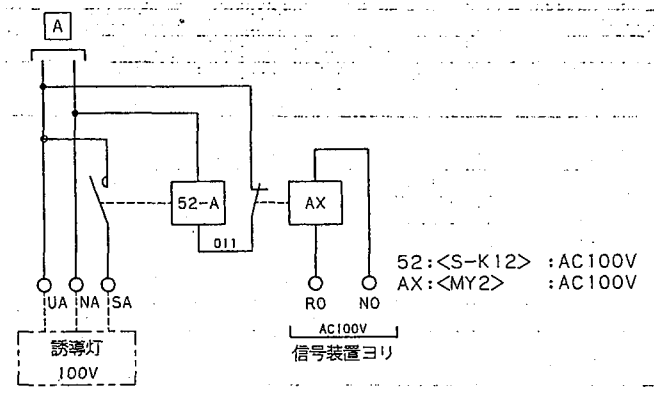 A
52-A
AX
011
52:<S-K12> :AC100V
AX:<MY2> :AC100V
UA NA SA
RO NO
AC100V
信号装置ヨリ
誘導灯
100V